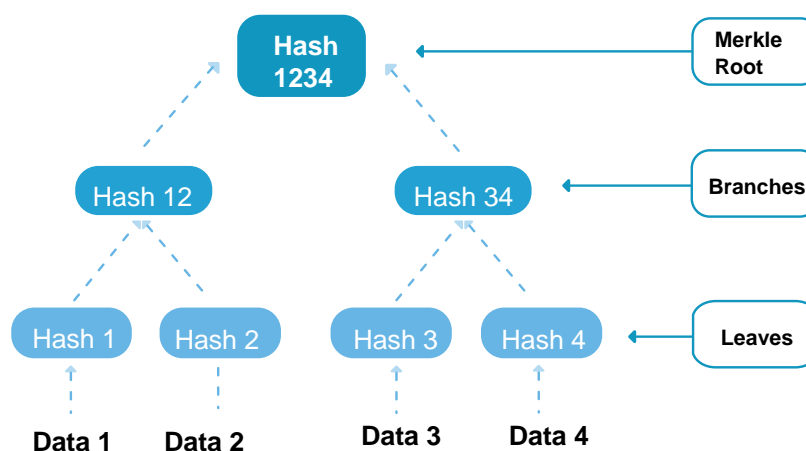 Hash
1234
Merkle
Root
Hash 12
Hash 34
Branches
Hash 1
Hash 2
Hash 3
Hash 4
Leaves
Data 1
Data 2
Data 3
Data 4